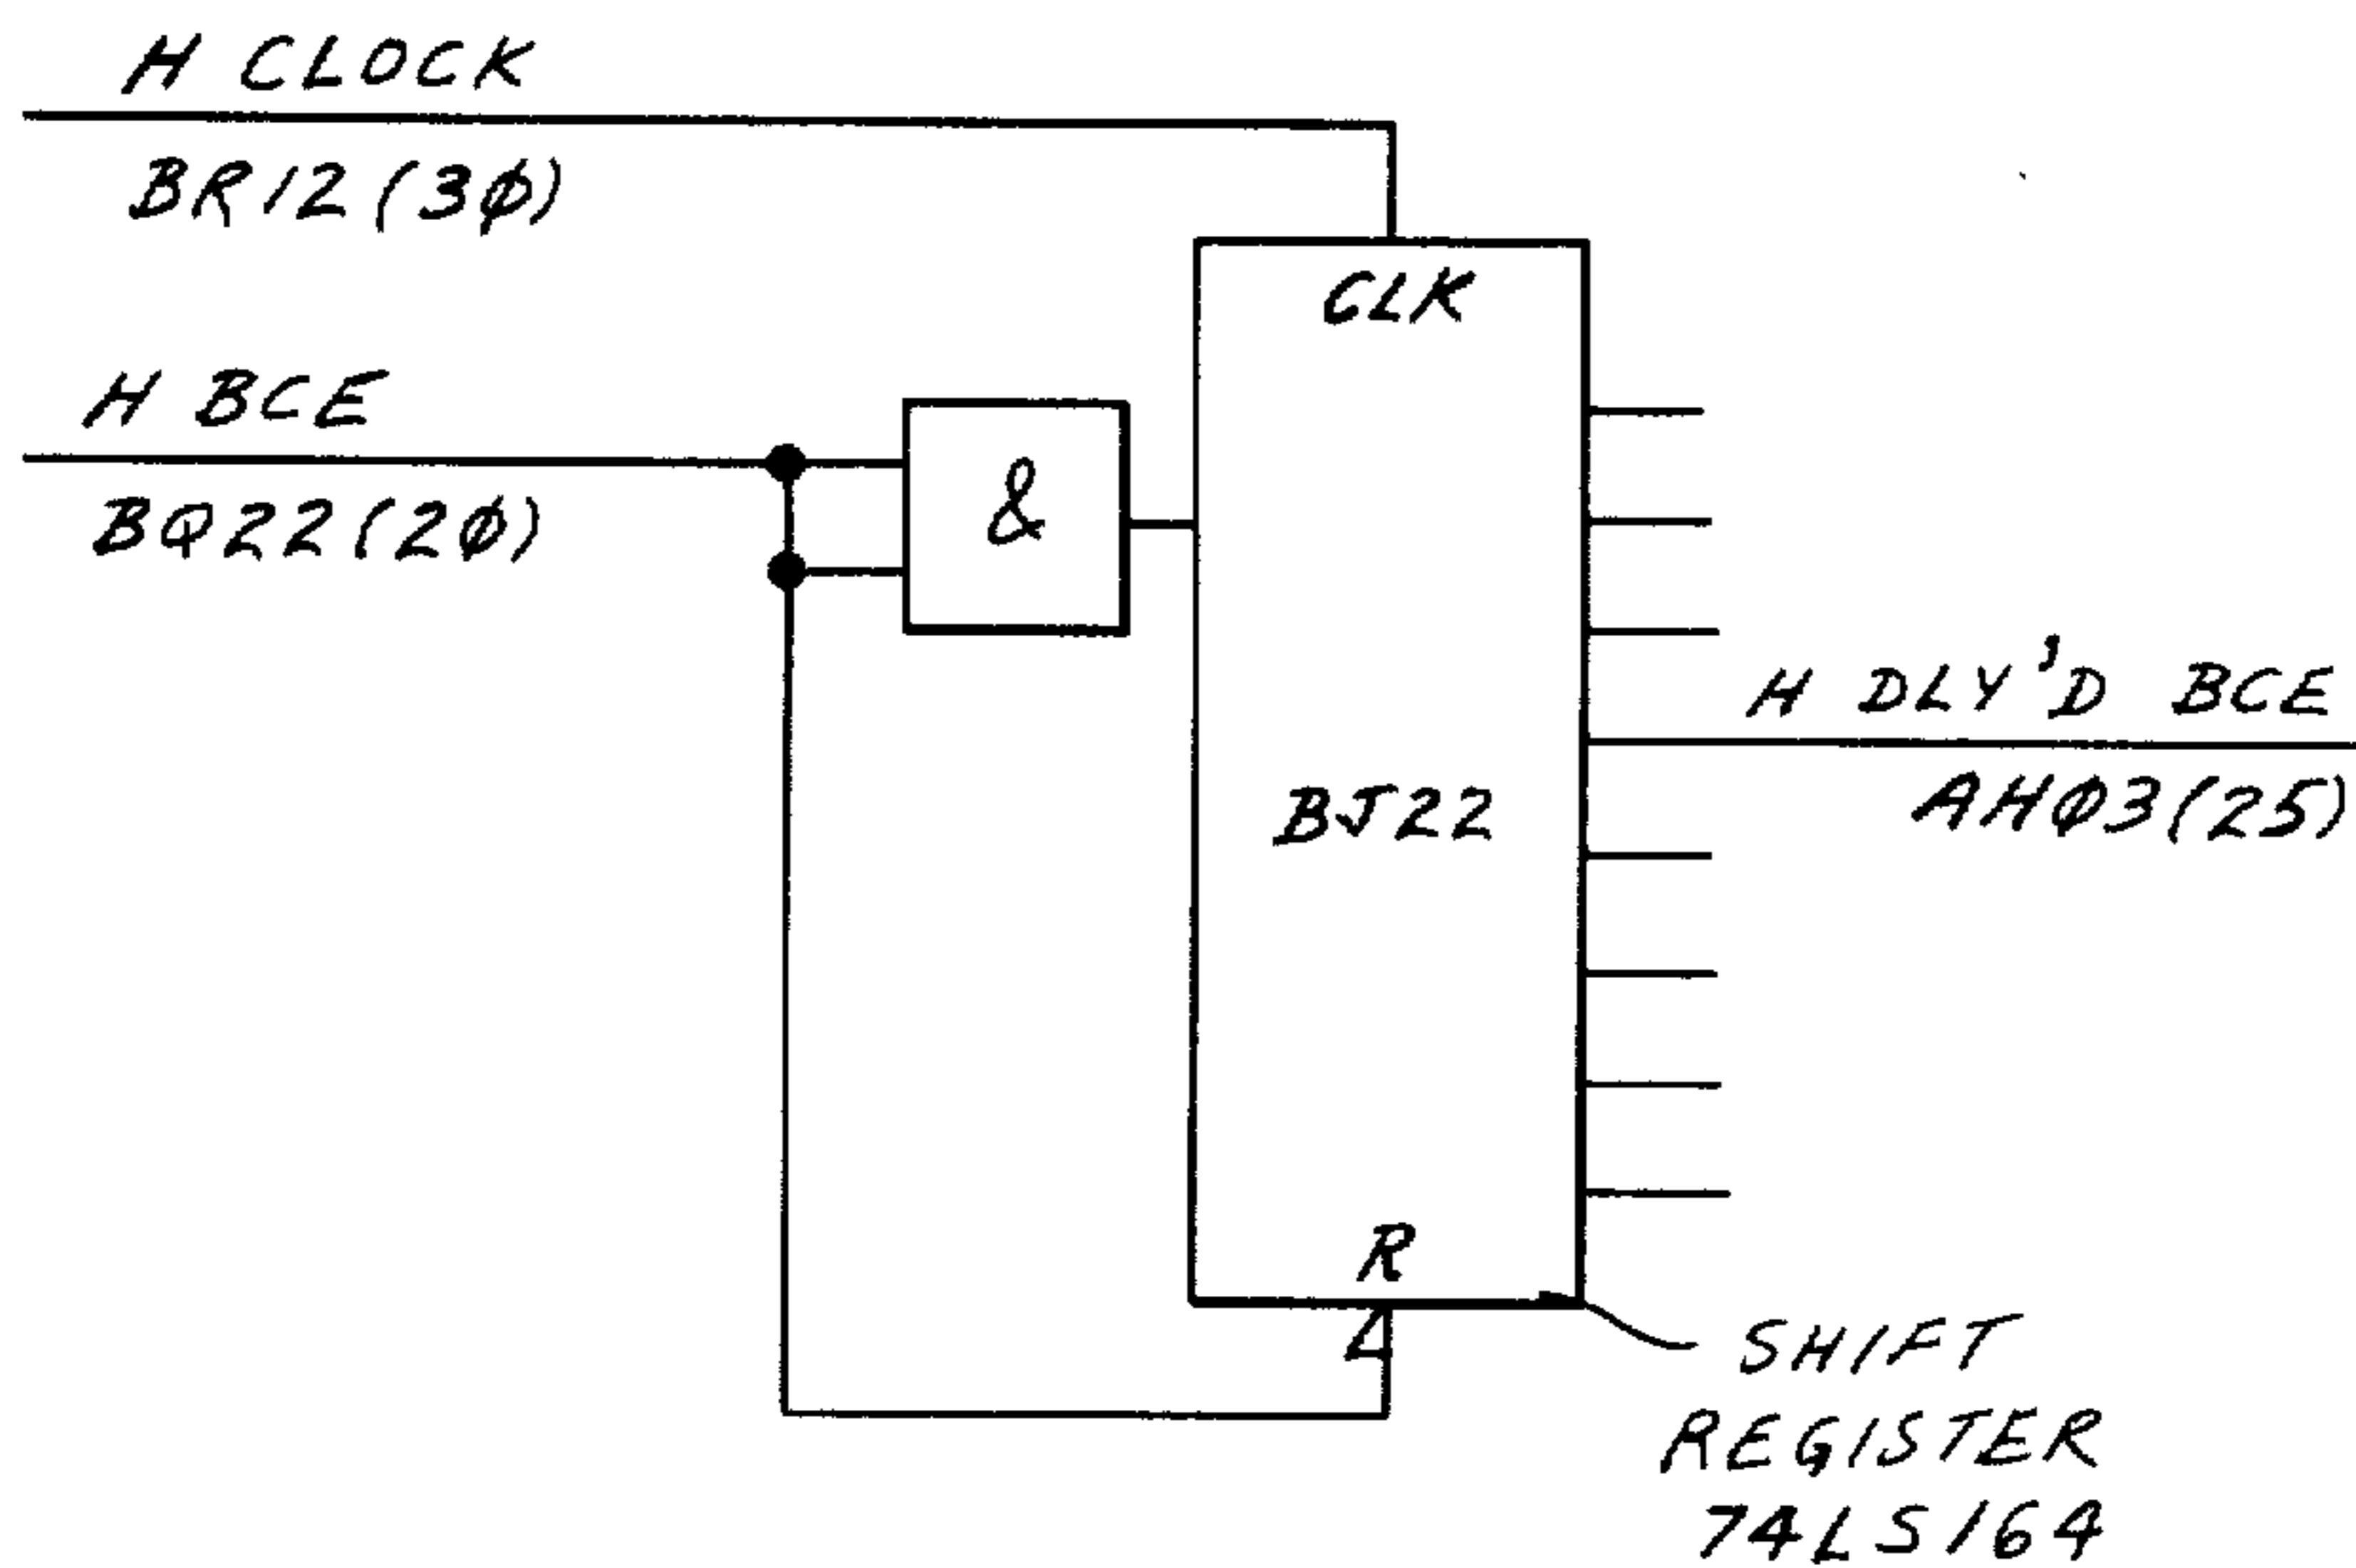 H CLOCK
BR12(3Ø)
CLK
H BCE
BQ22(2Ø)
&
H DLY'D BCE
AHØ3(25)
BJ22
R
SHIFT
REGISTER
74LS164